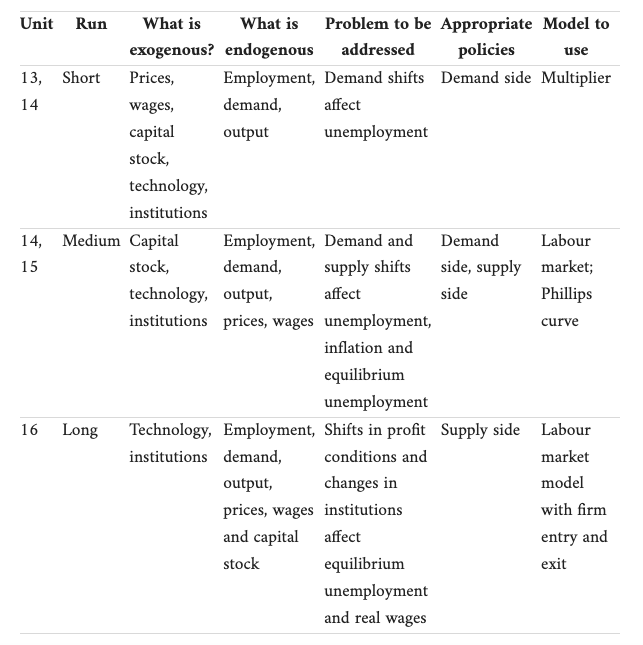 Unit Run What is exogenous? What is endogenous Problem to be addressed Appropriate policies Model to use
13, Short Prices, Employment, Demand shifts Demand side Multiplier
14 wages, demand, affect
capital output unemployment
stock,
technology,
institutions
14, Medium Capital Employment, Demand and Demand Labour
15 stock, demand, supply shifts side, supply market;
technology, output, affect side Phillips
institutions prices, wages unemployment, curve
inflation and
equilibrium
unemployment
16 Long Technology, Employment, Shifts in profit Supply side Labour
institutions demand, conditions and market
output, changes in model
prices, wages institutions with firm
and capital affect entry and
stock equilibrium exit
unemployment
and real wages